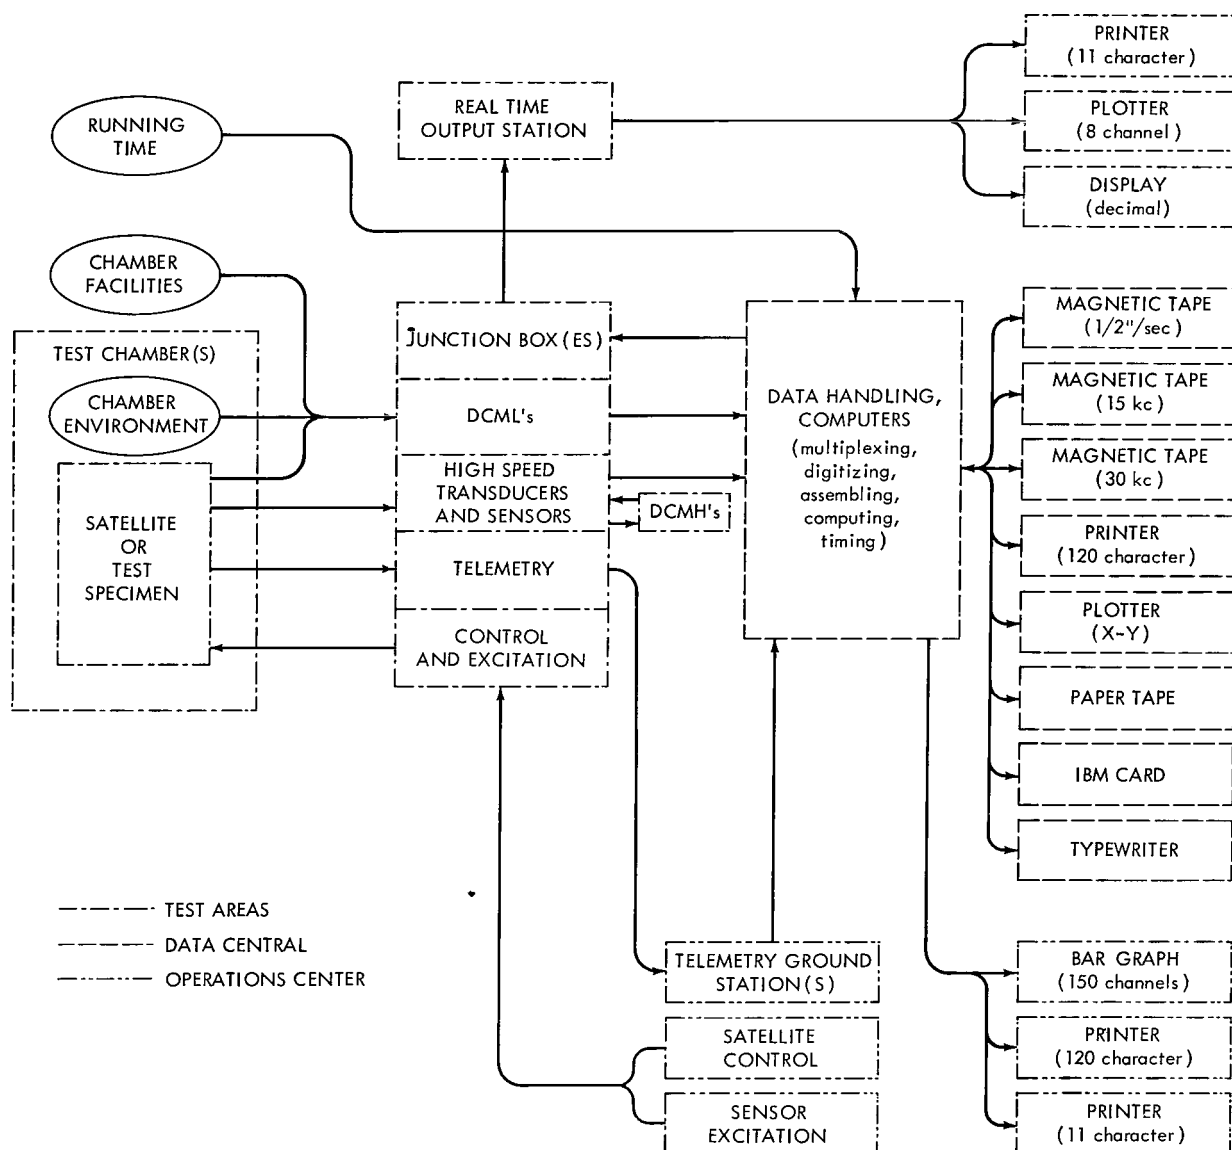 PRINTER
(11 character)
REAL TIME
OUTPUT STATION
PLOTTER
(8 channel)
DISPLAY
(decimal)
RUNNING
TIME
CHAMBER
FACILITIES
TEST CHAMBER(S)
CHAMBER
ENVIRONMENT
SATELLITE
OR
TEST
SPECIMEN
JUNCTION BOX(ES)
DCML's
HIGH SPEED
TRANSDUCERS
AND SENSORS
DCMH's
TELEMETRY
CONTROL
AND EXCITATION
DATA HANDLING,
COMPUTERS
(multiplexing,
digitizing,
assembling,
computing,
timing)
MAGNETIC TAPE
(1/2"/sec)
MAGNETIC TAPE
(15 kc)
MAGNETIC TAPE
(30 kc)
PRINTER
(120 character)
PLOTTER
(X-Y)
PAPER TAPE
IBM CARD
TYPEWRITER
TEST AREAS
DATA CENTRAL
OPERATIONS CENTER
TELEMETRY GROUND
STATION(S)
SATELLITE
CONTROL
SENSOR
EXCITATION
BAR GRAPH
(150 channels)
PRINTER
(120 character)
PRINTER
(11 character)